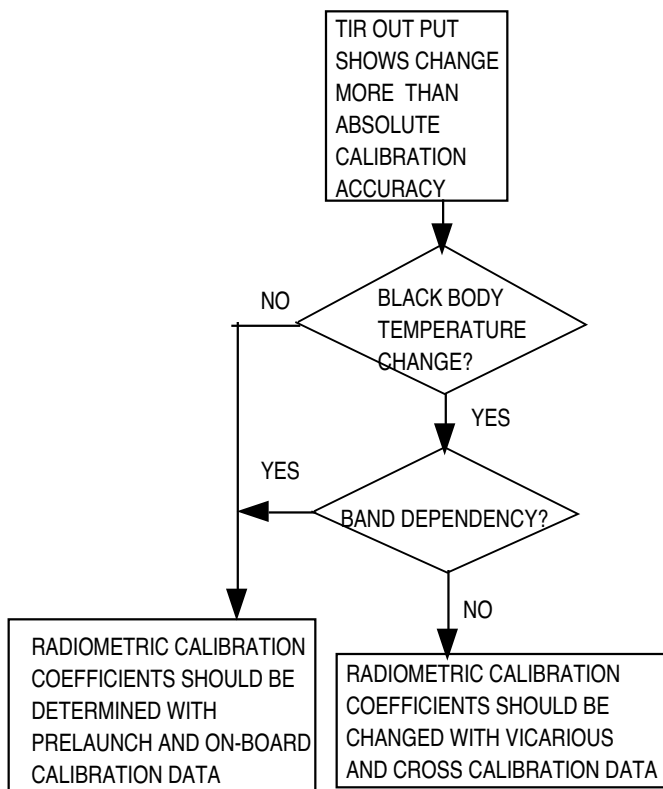 TIR OUT PUT
SHOWS CHANGE
MORE THAN
ABSOLUTE
CALIBRATION
ACCURACY
NO
BLACK BODY
TEMPERATURE
CHANGE?
YES
YES
BAND DEPENDENCY?
NO
RADIOMETRIC CALIBRATION
COEFFICIENTS SHOULD BE
DETERMINED WITH
PRELAUNCH AND ON-BOARD
CALIBRATION DATA
RADIOMETRIC CALIBRATION
COEFFICIENTS SHOULD BE
CHANGED WITH VICARIOUS
AND CROSS CALIBRATION DATA